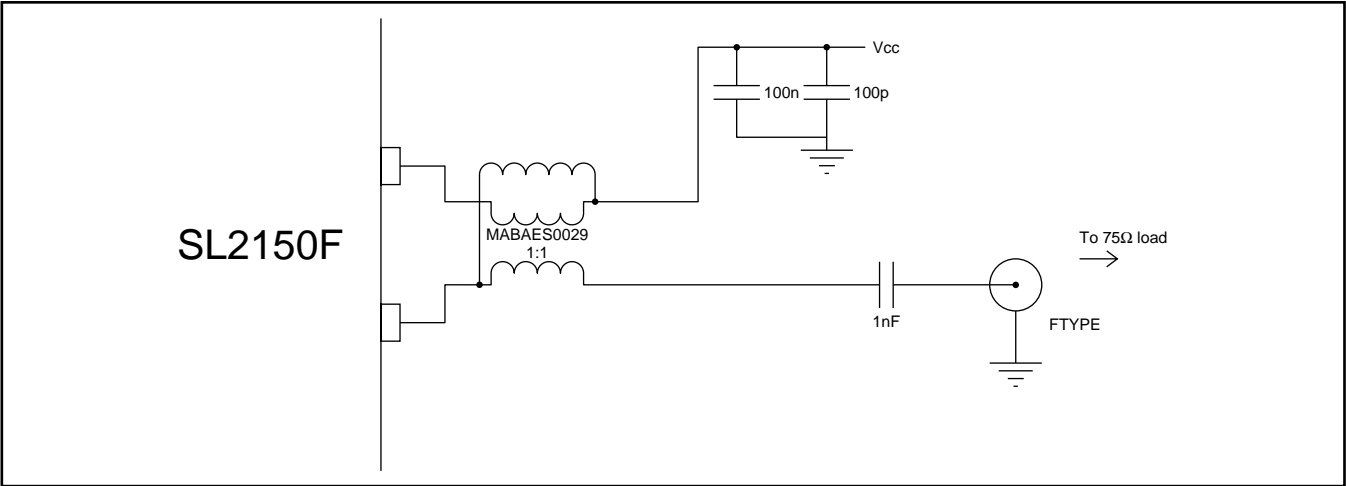 Vcc
100n
100p
SL2150F
MABAES0029
1:1
To 75Ω load
1nF
FTYPE